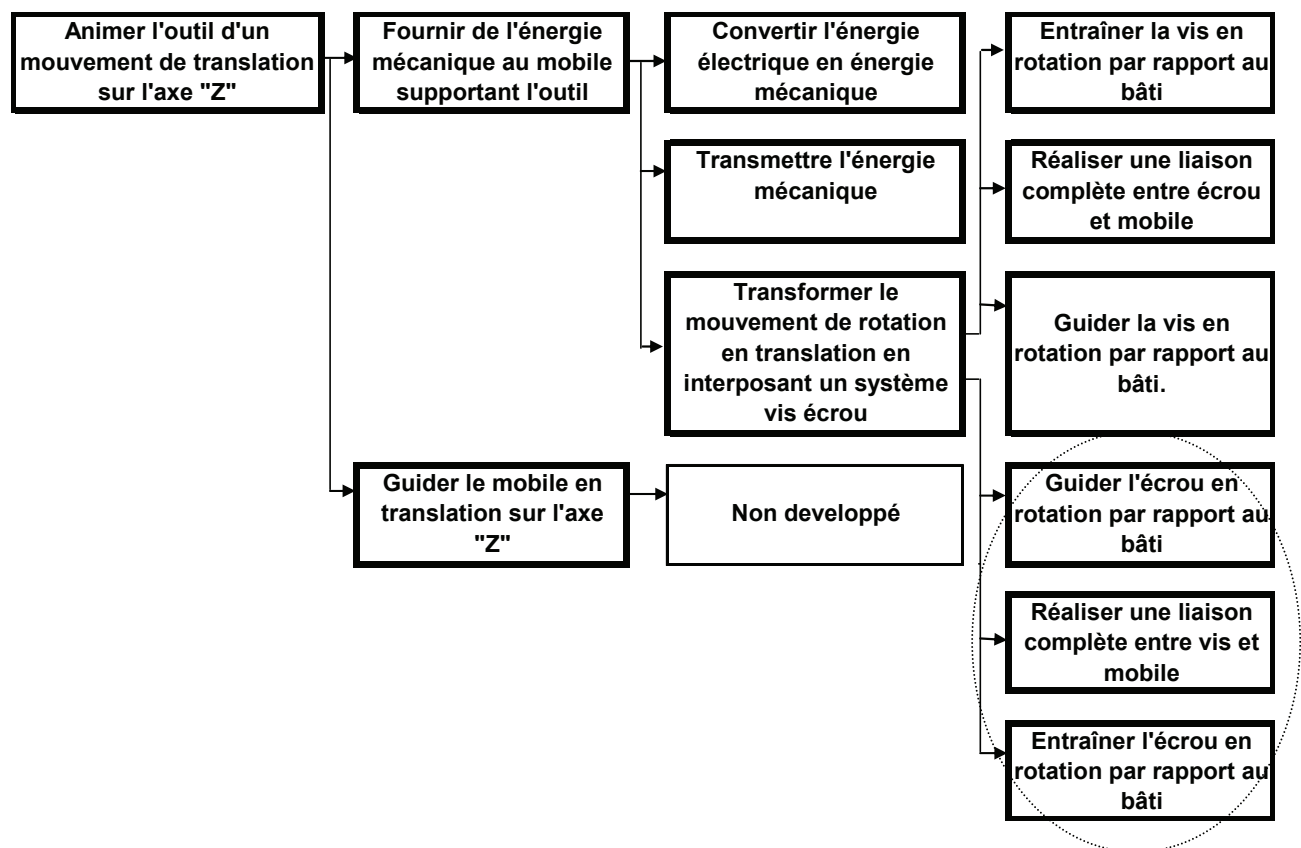 Animer l'outil d'un
mouvement de translation
sur l'axe "Z"
Fournir de l'énergie
mécanique au mobile
supportant l'outil
Convertir l'énergie
électrique en énergie
mécanique
Entraîner la vis en
rotation par rapport au
bâti
Transmettre l'énergie
mécanique
Réaliser une liaison
complète entre écrou
et mobile
Transformer le
mouvement de rotation
en translation en
interposant un système
vis écrou
Guider la vis en
rotation par rapport au
bâti.
Guider le mobile en
translation sur l'axe
"Z"
Non developpé
Guider l'écrou en
rotation par rapport au
bâti
Réaliser une liaison
complète entre vis et
mobile
Entraîner l'écrou en
rotation par rapport au
bâti